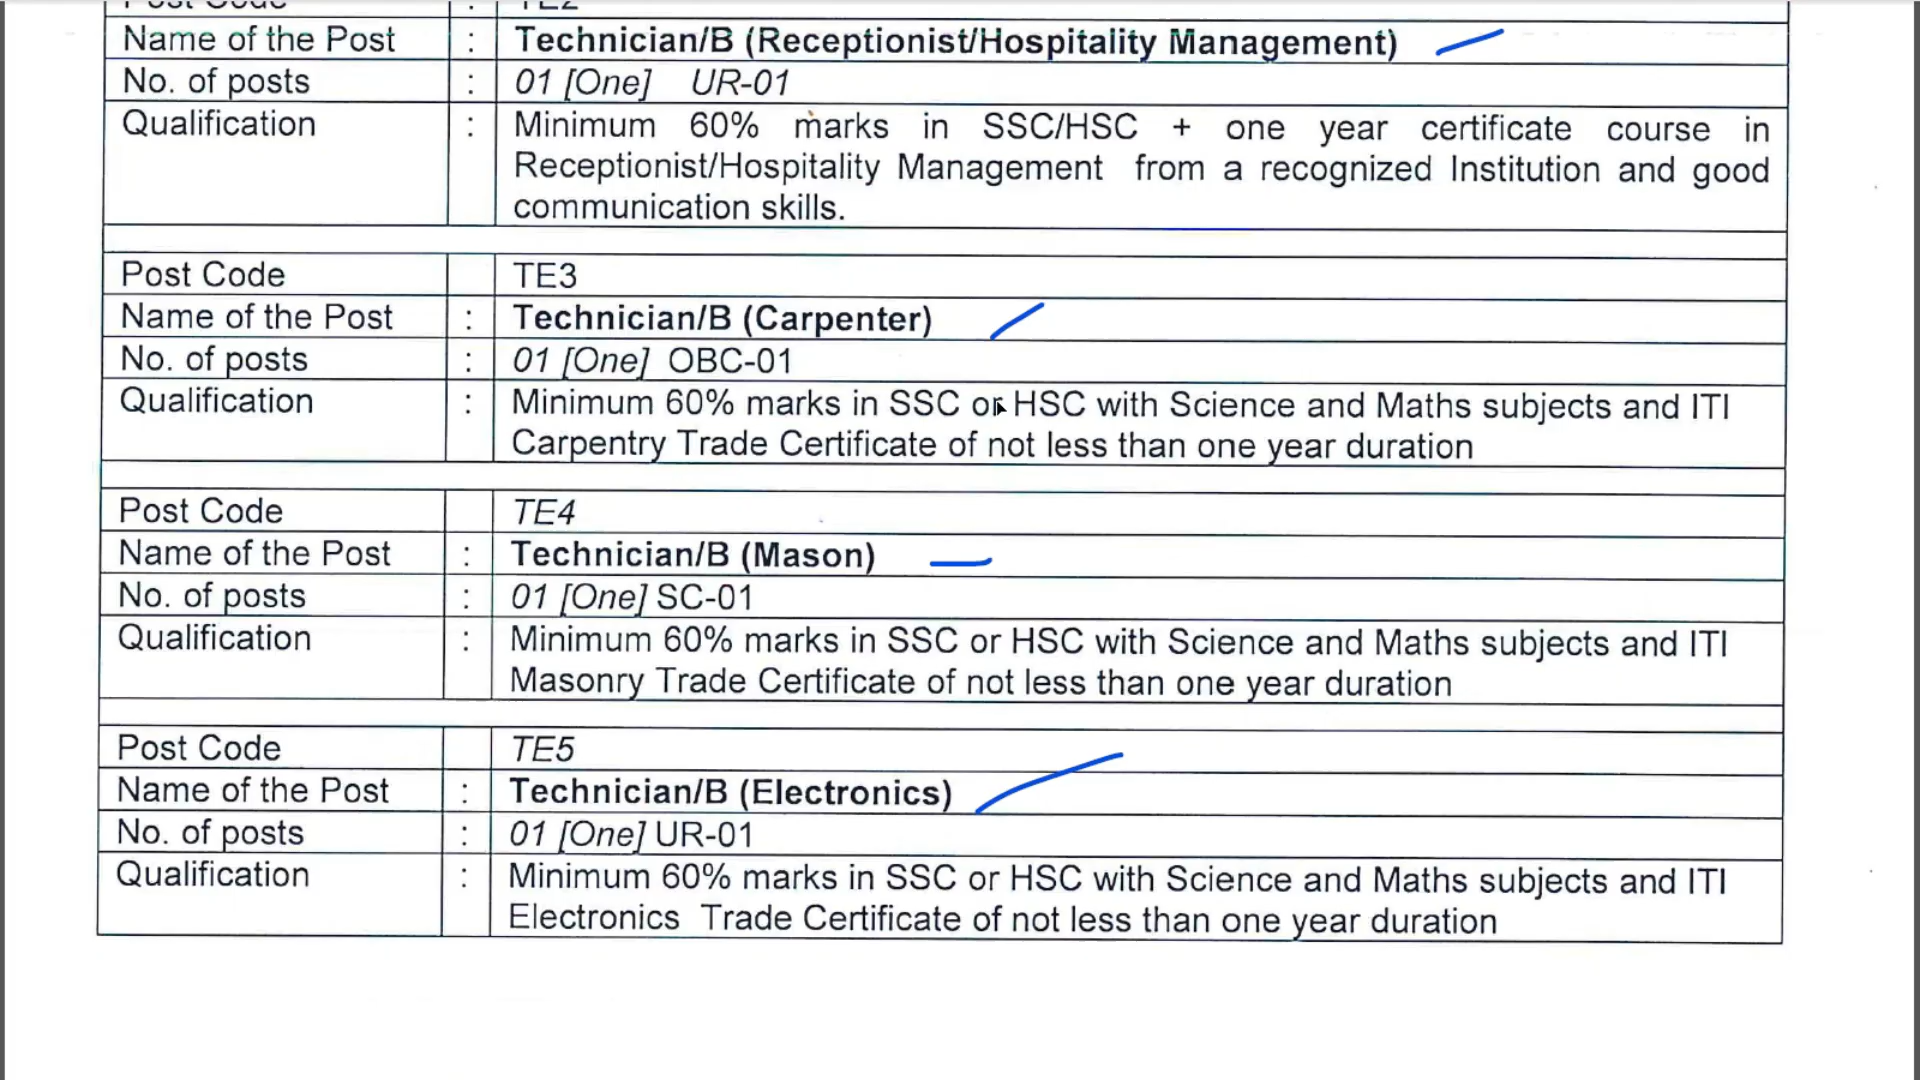 Post Code : TE2
Name of the Post : Technician/B (Receptionist/Hospitality Management)
No. of posts : 01 [One] UR-01
Qualification : Minimum 60% marks in SSC/HSC + one year certificate course in
Receptionist/Hospitality Management from a recognized Institution and good
communication skills.
Post Code TE3
Name of the Post : Technician/B (Carpenter)
No. of posts : 01 [One] OBC-01
Qualification : Minimum 60% marks in SSC or HSC with Science and Maths subjects and ITI
Carpentry Trade Certificate of not less than one year duration
Post Code TE4
Name of the Post : Technician/B (Mason)
No. of posts : 01 [One] SC-01
Qualification : Minimum 60% marks in SSC or HSC with Science and Maths subjects and ITI
Masonry Trade Certificate of not less than one year duration
Post Code TE5
Name of the Post : Technician/B (Electronics)
No. of posts : 01 [One] UR-01
Qualification : Minimum 60% marks in SSC or HSC with Science and Maths subjects and ITI
Electronics Trade Certificate of not less than one year duration